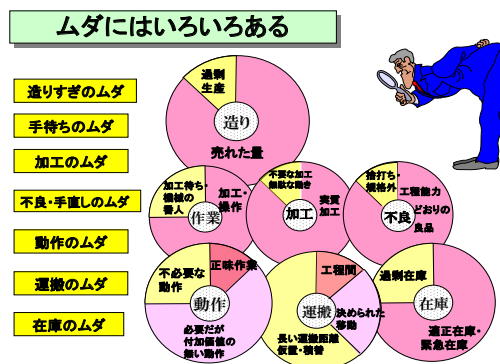 ムダにはいろいろある
造りすぎのムダ
手待ちのムダ
加工のムダ
不良・手直しのムダ
動作のムダ
運搬のムダ
在庫のムダ
過剰
生産
造り
売れた量
加工待ち・
機械の
番人
加工・
操作
作業
不要な加工
無駄な働き
実質
加工
加工
捨打ち・
規格外
工程能力
どおりの
良品
不良
不必要な
動作
正味作業
動作
必要だが
付加価値の
無い動作
工程間
運搬
決められた
移動
長い運搬距離
仮置・積替
過剰在庫
在庫
適正在庫・
緊急在庫